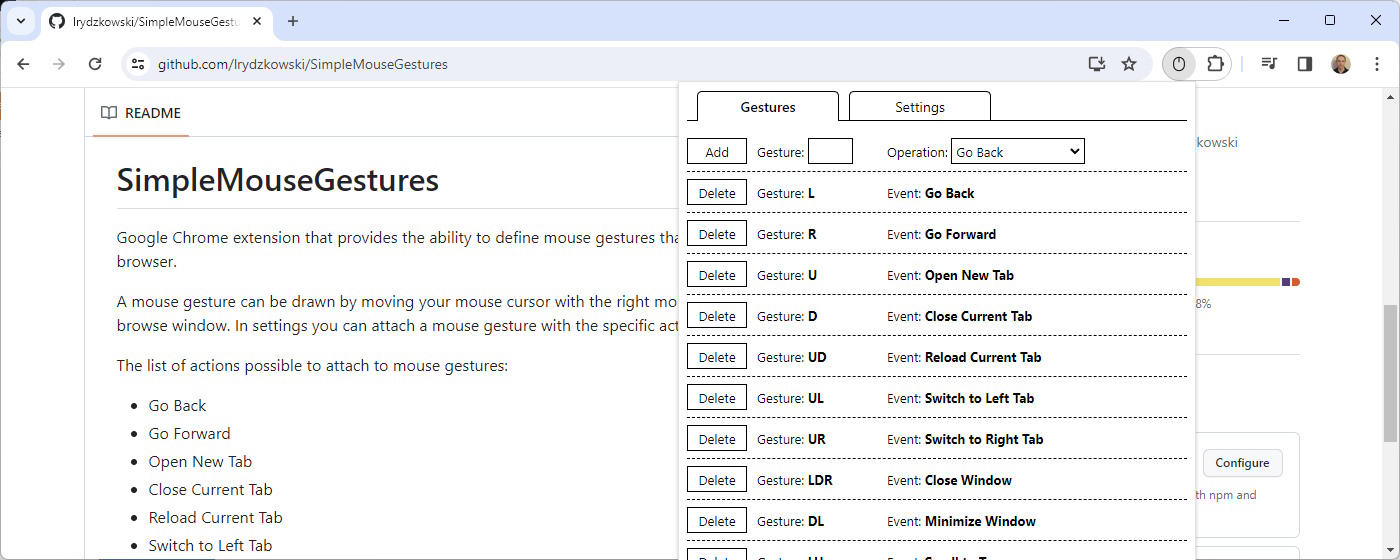 lrydzkowski/SimpleMouseGestu
github.com/lrydzkowski/SimpleMouseGestures
README
SimpleMouseGestures
Google Chrome extension that provides the ability to define mouse gestures tha
browser.
A mouse gesture can be drawn by moving your mouse cursor with the right mo
browse window. In settings you can attach a mouse gesture with the specific act
The list of actions possible to attach to mouse gestures:
Go Back
Go Forward
Open New Tab
Close Current Tab
Reload Current Tab
Switch to Left Tab
Gestures Settings
Add Gesture: Operation: Go Back
Delete Gesture: L Event: Go Back
Delete Gesture: R Event: Go Forward
Delete Gesture: U Event: Open New Tab
Delete Gesture: D Event: Close Current Tab
Delete Gesture: UD Event: Reload Current Tab
Delete Gesture: UL Event: Switch to Left Tab
Delete Gesture: UR Event: Switch to Right Tab
Delete Gesture: LDR Event: Close Window
Delete Gesture: DL Event: Minimize Window
kowski
8%
Configure
th npm and